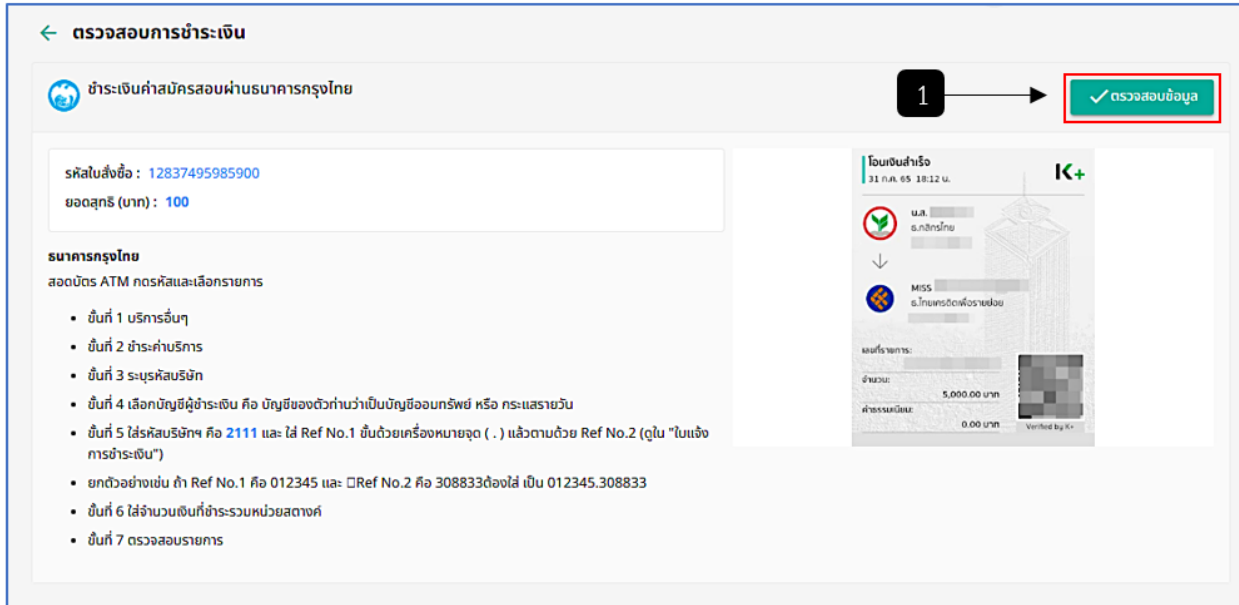 ตรวจสอบการชำระเงิน
ชำระเงินค่าสมัครสอบผ่านธนาคารกรุงไทย
1
ตรวจสอบข้อมูล
รหัสใบสั่งซื้อ : 12837495985900
ยอดสุทธิ (บาท) : 100
ธนาคารกรุงไทย
สอดบัตร ATM กดรหัสและเลือกรายการ
• ขั้นที่ 1 บริการอื่นๆ
• ขั้นที่ 2 ชำระค่าบริการ
• ขั้นที่ 3 ระบุรหัสบริษัท
• ขั้นที่ 4 เลือกบัญชีผู้ชำระเงิน คือ บัญชีของตัวท่านว่าเป็นบัญชีออมทรัพย์ หรือ กระแสรายวัน
• ขั้นที่ 5 ใส่รหัสบริษัทฯ คือ 2111 และ ใส่ Ref No.1 ขั้นด้วยเครื่องหมายจุด ( . ) แล้วตามด้วย Ref No.2 (ดูใน "ใบแจ้ง
การชำระเงิน")
• ยกตัวอย่างเช่น ถ้า Ref No.1 คือ 012345 และ □Ref No.2 คือ 308833ต้องใส่ เป็น 012345.308833
• ขั้นที่ 6 ใส่จำนวนเงินที่ชำระรวมหน่วยสตางค์
• ขั้นที่ 7 ตรวจสอบรายการ
โอนเงินสำเร็จ
31 ก.ค. 65 18:12 น.
K+
น.ส.
ธ.กสิกรไทย
MISS
ธ.ไทยเครดิตเพื่อรายย่อย
เลขที่รายการ:
จำนวน:
5,000.00 บาท
ค่าธรรมเนียม:
0.00 บาท
Verified by K+